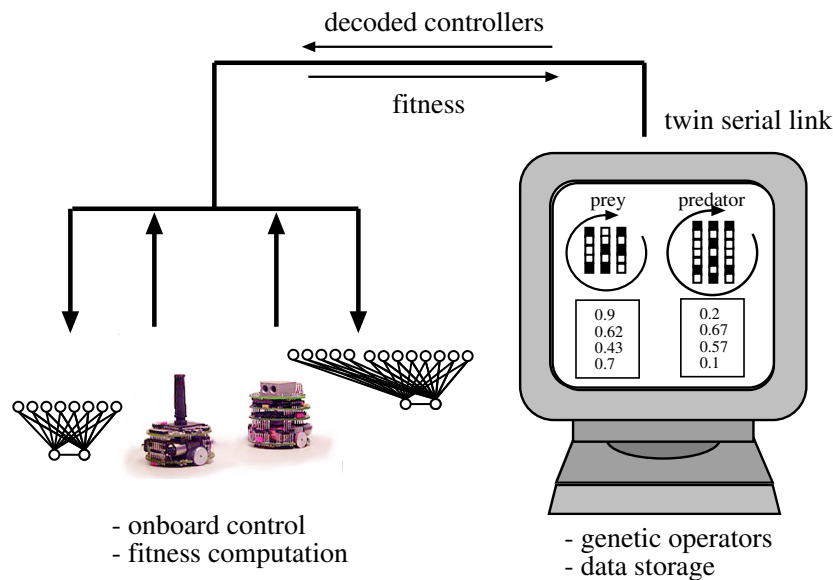 decoded controllers
fitness
twin serial link
prey
predator
0.9
0.62
0.43
0.7
0.2
0.67
0.57
0.1
- onboard control
- fitness computation
- genetic operators
- data storage